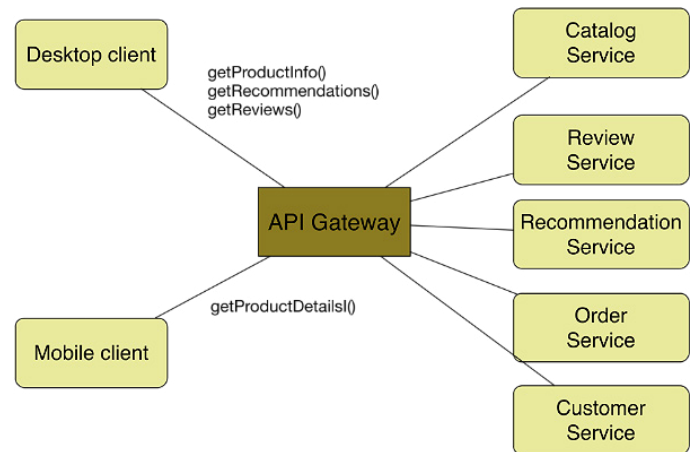 Desktop client
getProductInfo()
getRecommendations()
getReviews()
API Gateway
getProductDetailsI()
Mobile client
Catalog
Service
Review
Service
Recommendation
Service
Order
Service
Customer
Service